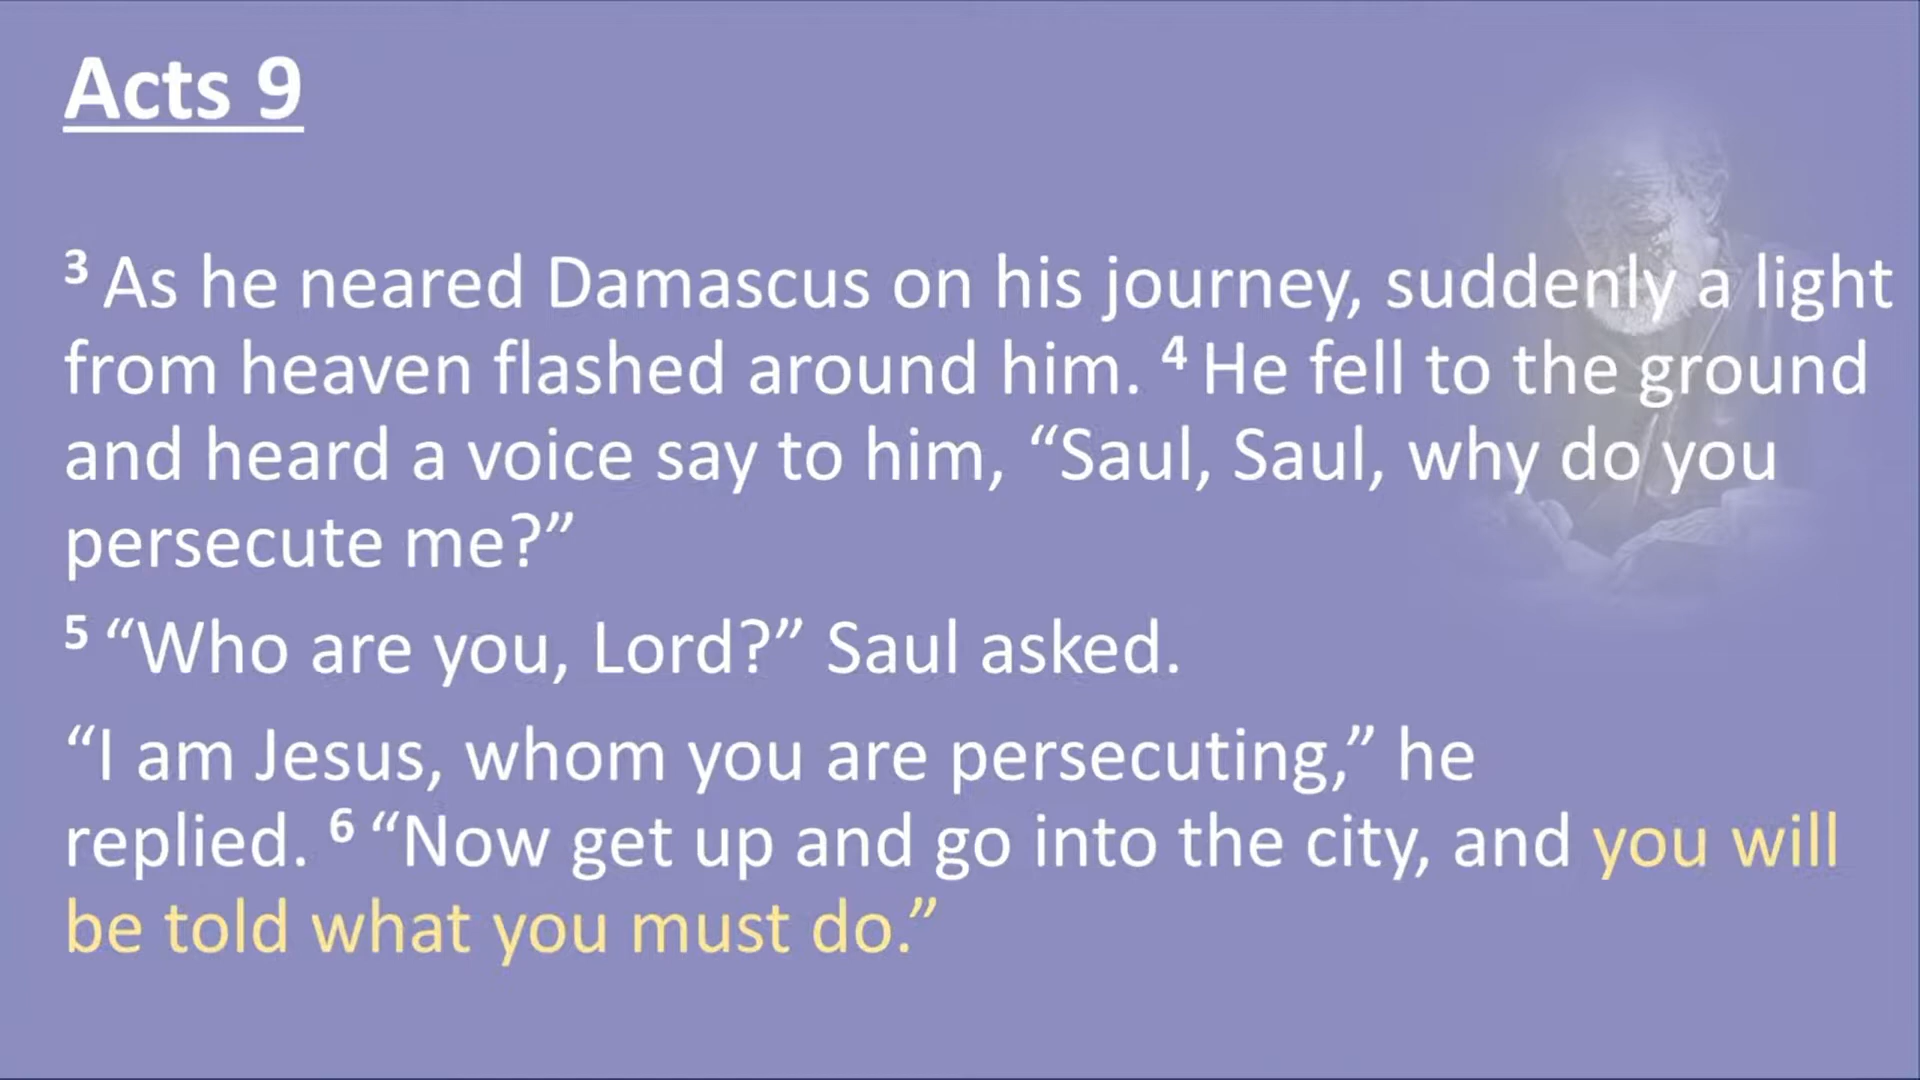 Acts 9
3 As he neared Damascus on his journey, suddenly a light
from heaven flashed around him. 4 He fell to the ground
and heard a voice say to him, “Saul, Saul, why do you
persecute me?”
5 “Who are you, Lord?” Saul asked.
“I am Jesus, whom you are persecuting,” he
replied. 6 “Now get up and go into the city, and you will
be told what you must do.”